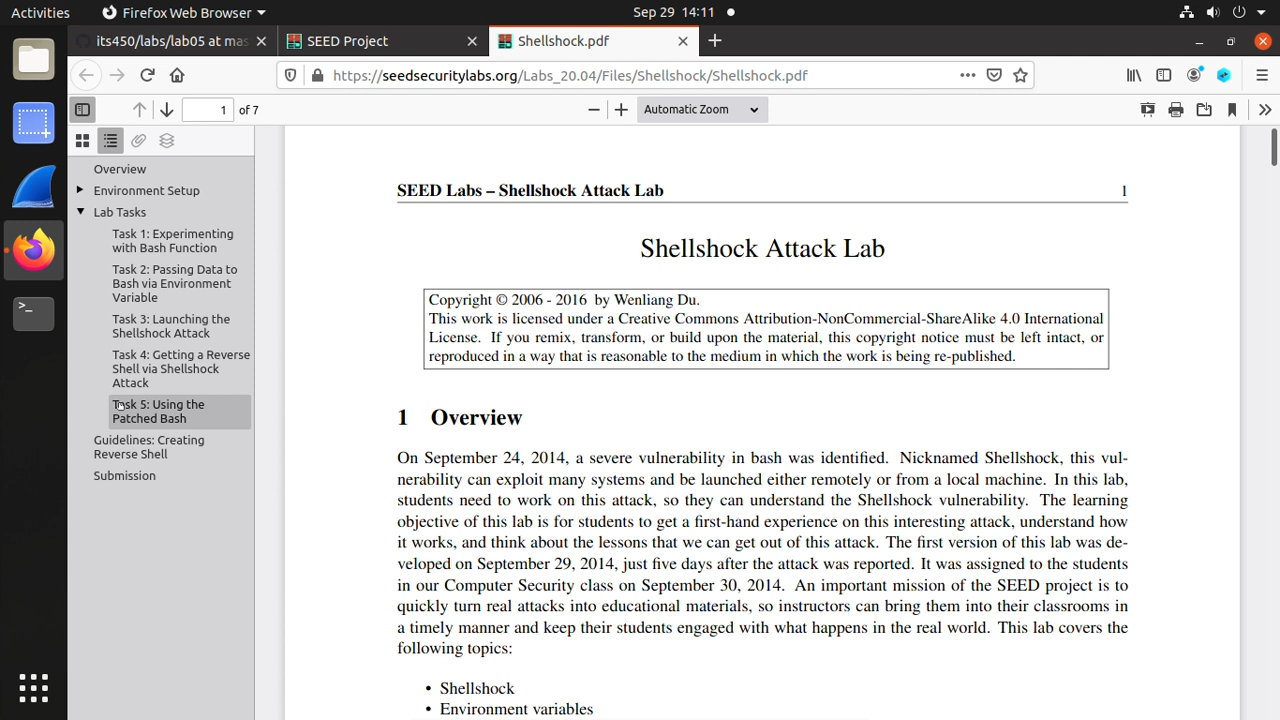 Activities
Firefox Web Browser
Sep 29 14:11
its450/labs/lab05 at mas
SEED Project
Shellshock.pdf
https://seedsecuritylabs.org/Labs_20.04/Files/Shellshock/Shellshock.pdf
1 of 7
Automatic Zoom
Overview
Environment Setup
Lab Tasks
Task 1: Experimenting
with Bash Function
Task 2: Passing Data to
Bash via Environment
Variable
Task 3: Launching the
Shellshock Attack
Task 4: Getting a Reverse
Shell via Shellshock
Attack
Task 5: Using the
Patched Bash
Guidelines: Creating
Reverse Shell
Submission
SEED Labs – Shellshock Attack Lab 1
Shellshock Attack Lab
Copyright © 2006 - 2016 by Wenliang Du.
This work is licensed under a Creative Commons Attribution-NonCommercial-ShareAlike 4.0 International
License. If you remix, transform, or build upon the material, this copyright notice must be left intact, or
reproduced in a way that is reasonable to the medium in which the work is being re-published.
1 Overview
On September 24, 2014, a severe vulnerability in bash was identified. Nicknamed Shellshock, this vul-
nerability can exploit many systems and be launched either remotely or from a local machine. In this lab,
students need to work on this attack, so they can understand the Shellshock vulnerability. The learning
objective of this lab is for students to get a first-hand experience on this interesting attack, understand how
it works, and think about the lessons that we can get out of this attack. The first version of this lab was de-
veloped on September 29, 2014, just five days after the attack was reported. It was assigned to the students
in our Computer Security class on September 30, 2014. An important mission of the SEED project is to
quickly turn real attacks into educational materials, so instructors can bring them into their classrooms in
a timely manner and keep their students engaged with what happens in the real world. This lab covers the
following topics:
• Shellshock
• Environment variables